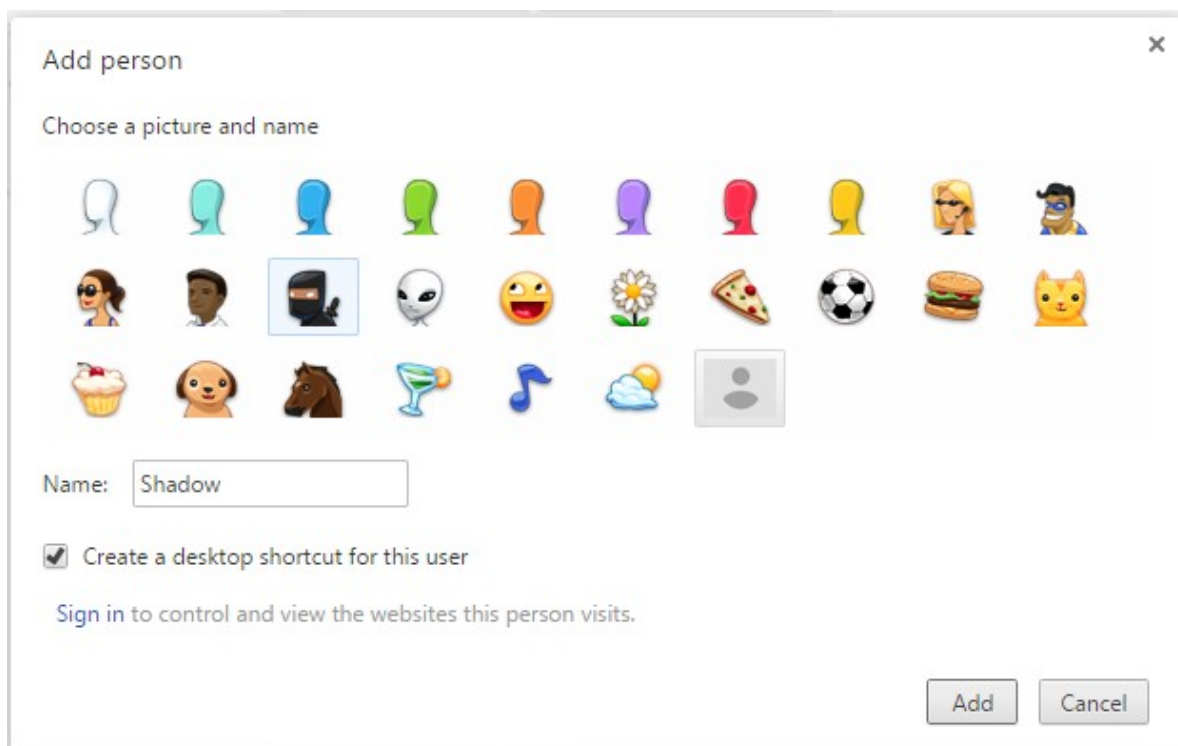 Add person
Choose a picture and name
Name: Shadow
Create a desktop shortcut for this user
Sign in to control and view the websites this person visits.
Add Cancel